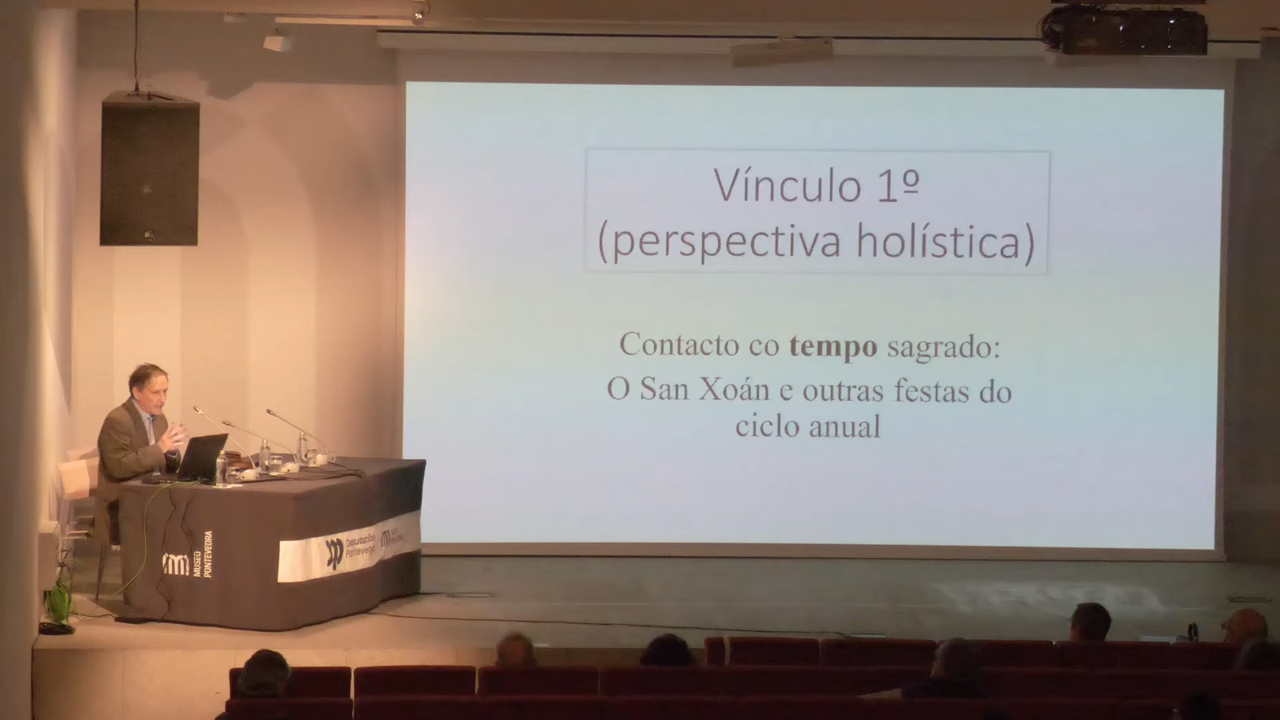 Vínculo 1º
(perspectiva holística)
Contacto co tempo sagrado:
O San Xoán e outras festas do
ciclo anual
MUSEO
PONTEVEDRA
Deputación
Pontevedra